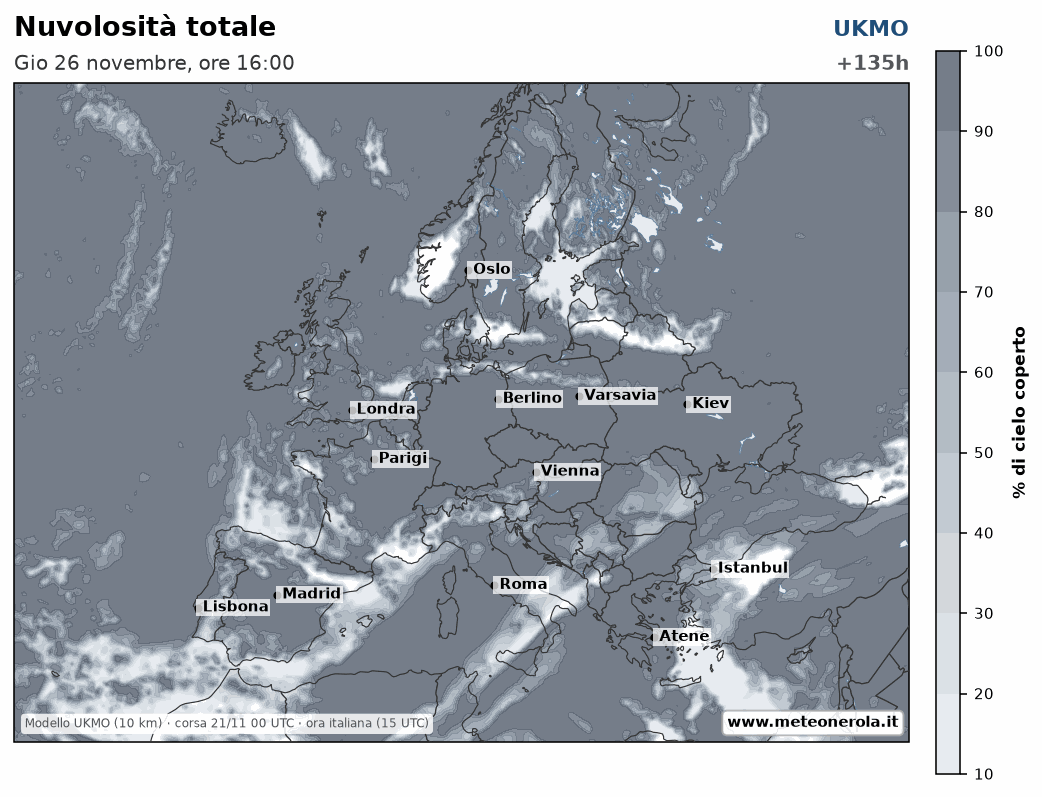 Nuvolosità totale
UKMO
Gio 26 novembre, ore 16:00
+135h
100
90
80
70
60
50
40
30
20
10
% di cielo coperto
Oslo
Berlino
Varsavia
Kiev
Londra
Parigi
Vienna
Istanbul
Roma
Madrid
Lisbona
Atene
Modello UKMO (10 km) · corsa 21/11 00 UTC · ora italiana (15 UTC)
www.meteonerola.it